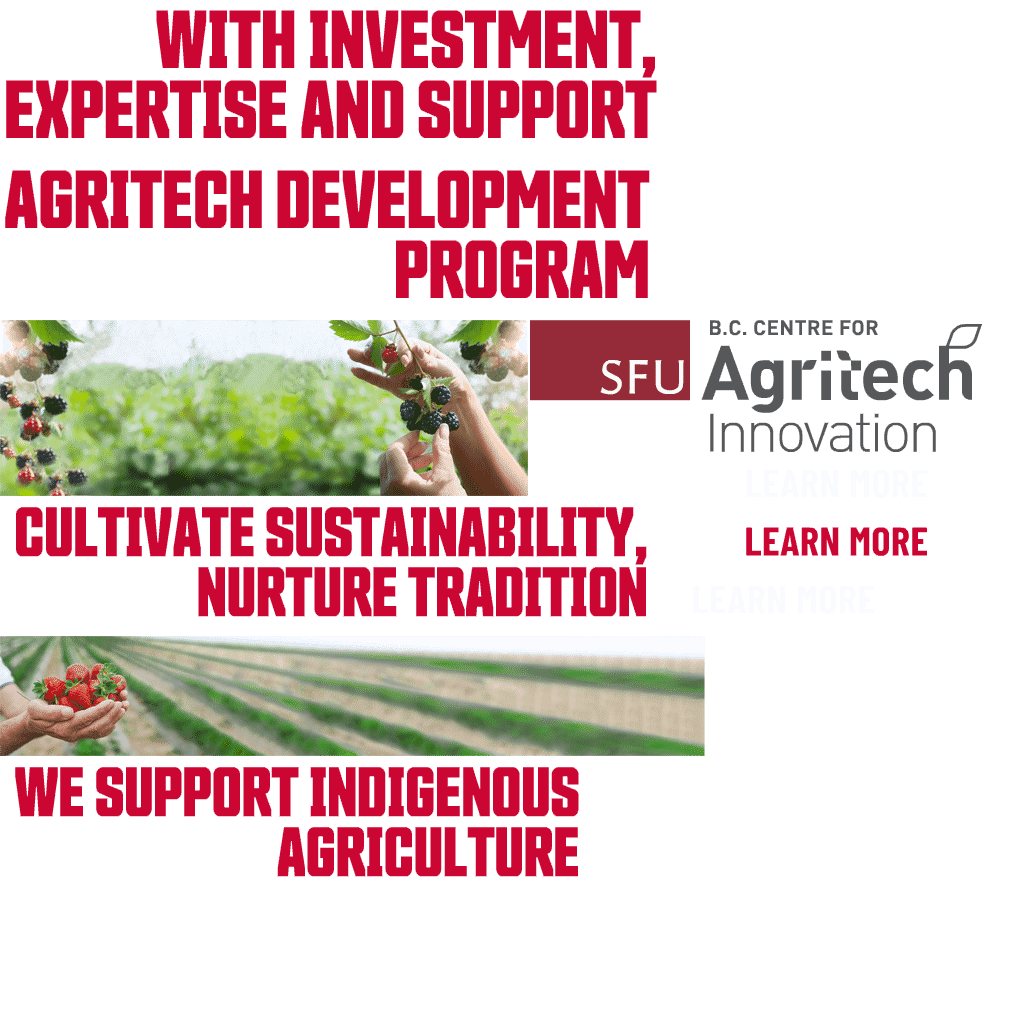 WITH INVESTMENT,
EXPERTISE AND SUPPORT
AGRITECH DEVELOPMENT
PROGRAM
SFU
B.C. CENTRE FOR
Agritech
Innovation
LEARN MORE
CULTIVATE SUSTAINABILITY,
NURTURE TRADITION
LEARN MORE
LEARN MORE
WE SUPPORT INDIGENOUS
AGRICULTURE